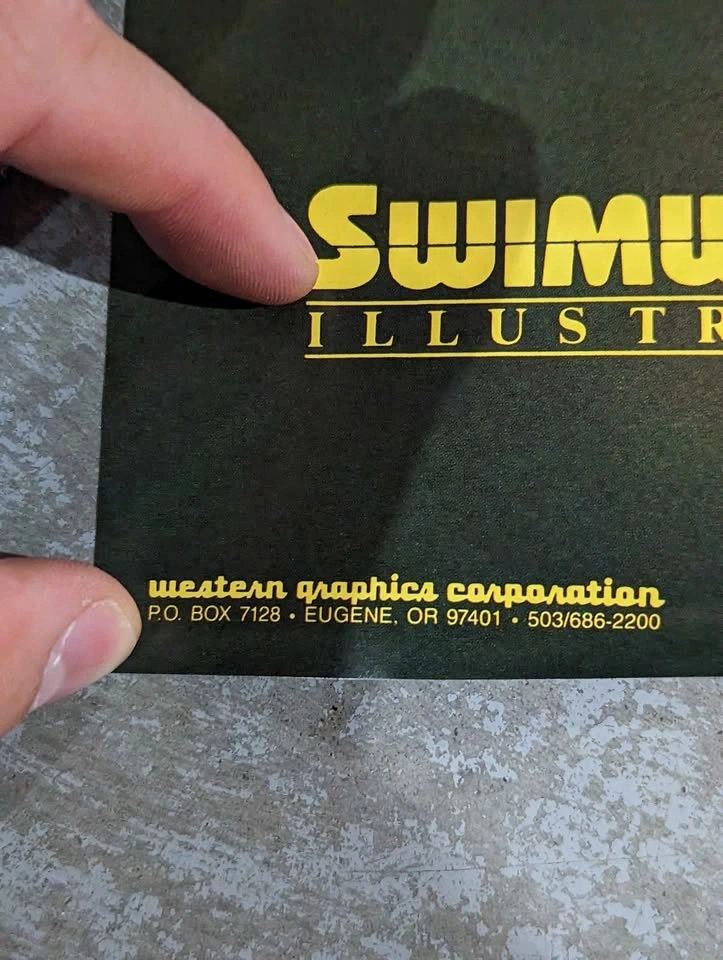 SWIMU
ILLUSTR
western graphics corporation
P.O. BOX 7128 • EUGENE, OR 97401 • 503/686-2200